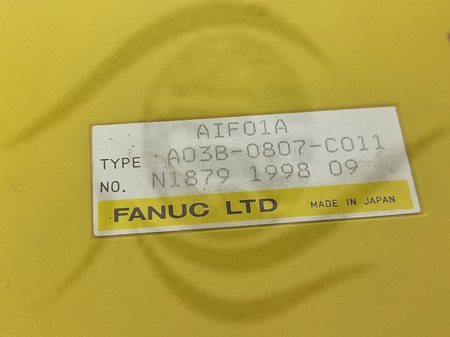 AIF01A
TYPE A03B-0807-C011
NO. N1879 1998 09
FANUC LTD MADE IN JAPAN